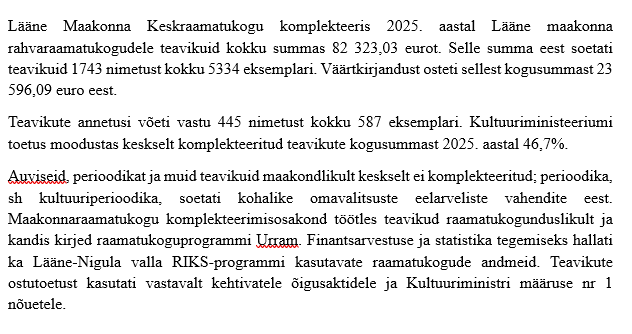 Lääne Maakonna Keskraamatukogu komplekteeris 2025. aastal Lääne maakonna
rahvaraamatukogudele teavikuid kokku summas 82 323,03 eurot. Selle summa eest soetati
teavikuid 1743 nimetust kokku 5334 eksemplari. Väärtkirjandust osteti sellest kogusummast 23
596,09 euro eest.
Teavikute annetusi võeti vastu 445 nimetust kokku 587 eksemplari. Kultuuriministeeriumi
toetus moodustas keskselt komplekteeritud teavikute kogusummast 2025. aastal 46,7%.
Auviseid, perioodikat ja muid teavikuid maakondlikult keskselt ei komplekteeritud; perioodika,
sh kultuuriperioodika, soetati kohalike omavalitsuste eelarveliste vahendite eest.
Maakonnaraamatukogu komplekteerimisosakond töötles teavikud raamatukogunduslikult ja
kandis kirjed raamatukoguprogrammi Urram. Finantsarvestuse ja statistika tegemiseks hallati
ka Lääne-Nigula valla RIKS-programmi kasutavate raamatukogude andmeid. Teavikute
ostutoetust kasutati vastavalt kehtivatele õigusaktidele ja Kultuuriministri määruse nr 1
nõuetele.